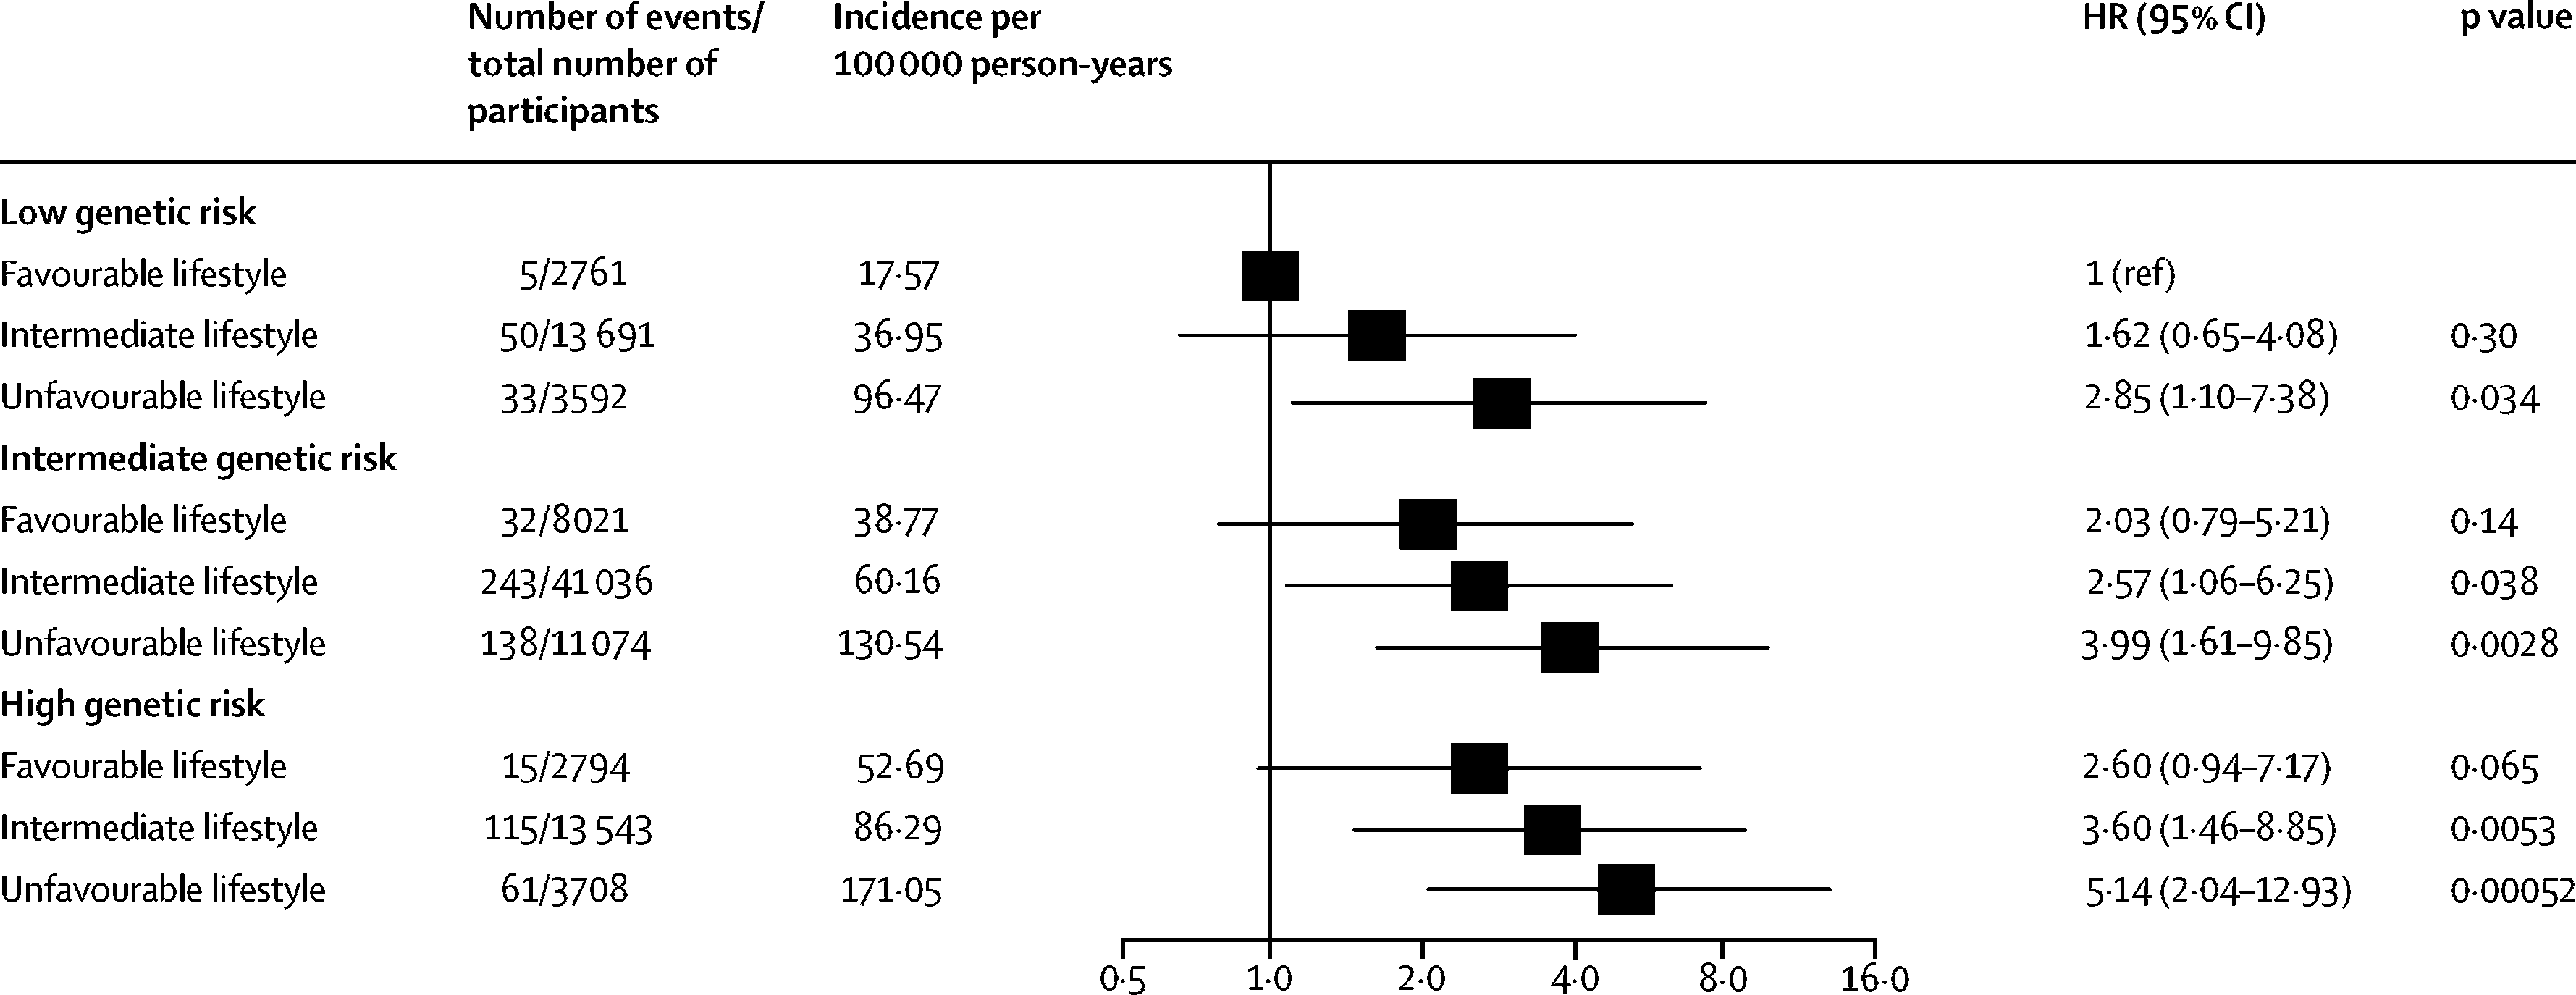 Number of events/ Incidence per HR (95% CI) p value
total number of 100 000 person-years
participants
Low genetic risk
Favourable lifestyle 5/2761 17·57 1 (ref)
Intermediate lifestyle 50/13 691 36·95 1·62 (0·65–4·08) 0·30
Unfavourable lifestyle 33/3592 96·47 2·85 (1·10–7·38) 0·034
Intermediate genetic risk
Favourable lifestyle 32/8021 38·77 2·03 (0·79–5·21) 0·14
Intermediate lifestyle 243/41 036 60·16 2·57 (1·06–6·25) 0·038
Unfavourable lifestyle 138/11 074 130·54 3·99 (1·61–9·85) 0·0028
High genetic risk
Favourable lifestyle 15/2794 52·69 2·60 (0·94–7·17) 0·065
Intermediate lifestyle 115/13 543 86·29 3·60 (1·46–8·85) 0·0053
Unfavourable lifestyle 61/3708 171·05 5·14 (2·04–12·93) 0·00052
0·5 1·0 2·0 4·0 8·0 16·0